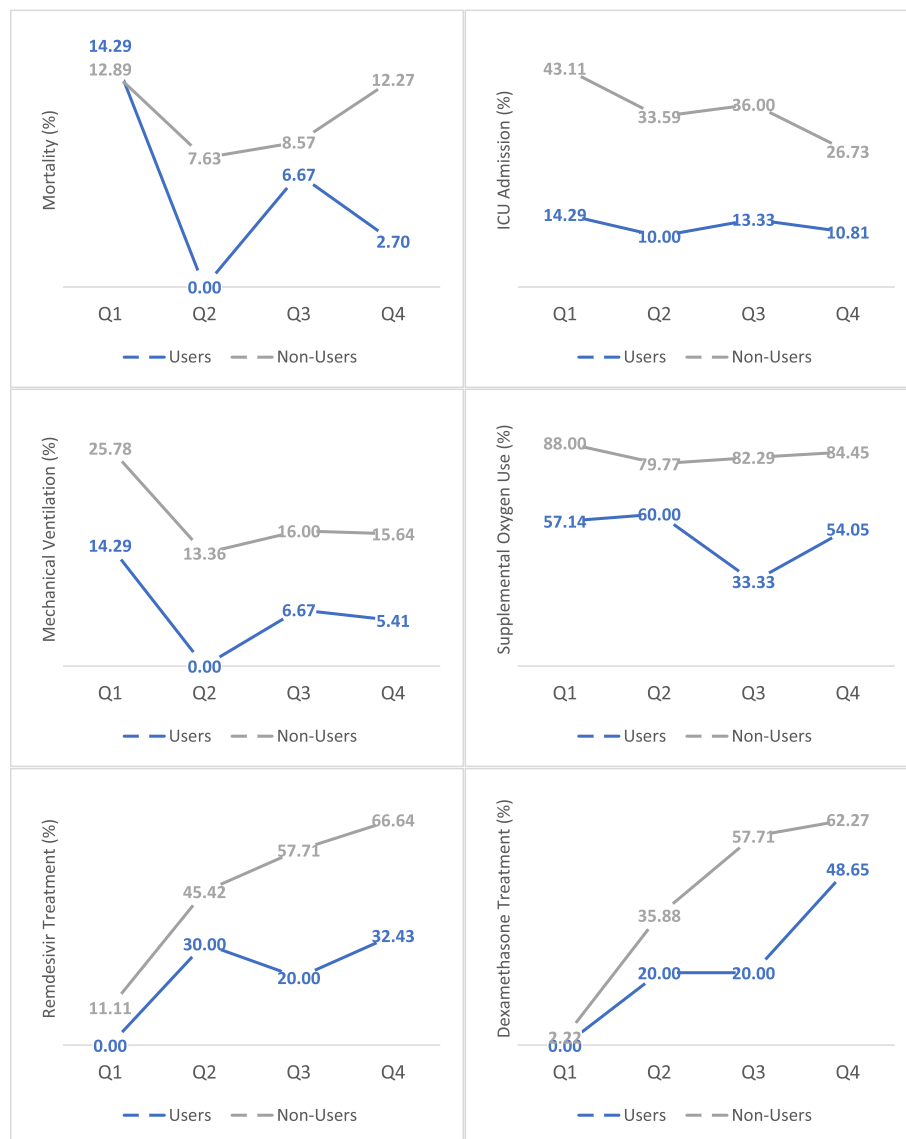 Mortality (%)
14.29
12.89
7.63
8.57
12.27
0.00
6.67
2.70
Q1 Q2 Q3 Q4
Users Non-Users
ICU Admission (%)
43.11
33.59
36.00
26.73
14.29
10.00
13.33
10.81
Q1 Q2 Q3 Q4
Users Non-Users
Mechanical Ventilation (%)
25.78
13.36
16.00
15.64
14.29
0.00
6.67
5.41
Q1 Q2 Q3 Q4
Users Non-Users
Supplemental Oxygen Use (%)
88.00
79.77
82.29
84.45
57.14
60.00
33.33
54.05
Q1 Q2 Q3 Q4
Users Non-Users
Remdesivir Treatment (%)
11.11
45.42
57.71
66.64
0.00
30.00
20.00
32.43
Q1 Q2 Q3 Q4
Users Non-Users
Dexamethasone Treatment (%)
2.22
35.88
57.71
62.27
0.00
20.00
20.00
48.65
Q1 Q2 Q3 Q4
Users Non-Users